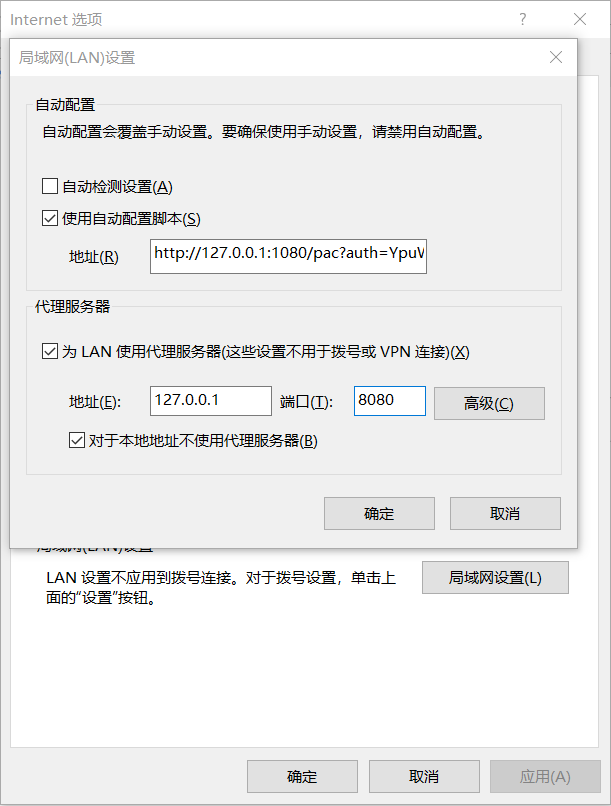 Internet 选项
?
局域网(LAN)设置
自动配置
自动配置会覆盖手动设置。要确保使用手动设置，请禁用自动配置。
自动检测设置(A)
使用自动配置脚本(S)
地址(R)
http://127.0.0.1:1080/pac?auth=Ypu
代理服务器
为 LAN 使用代理服务器(这些设置不用于拨号或 VPN 连接)(X)
地址(E):
127.0.0.1
端口(T):
8080
高级(C)
对于本地地址不使用代理服务器(B)
确定
取消
局域网(LAN)设置
LAN 设置不应用到拨号连接。对于拨号设置，单击上
面的“设置”按钮。
局域网设置(L)
确定
取消
应用(A)